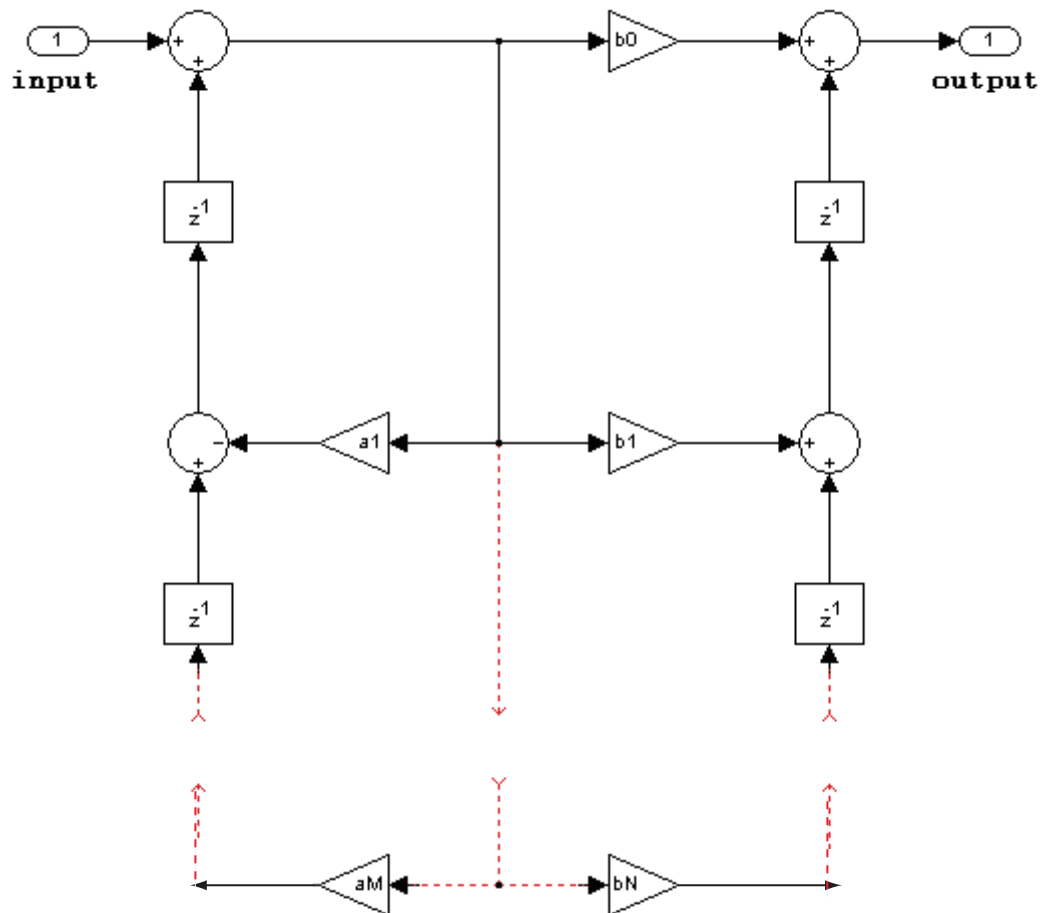 1
+
+
b0
+
+
1
input
output
z-1
z-1
-
+
a1
b1
+
+
z-1
z-1
aM
bN